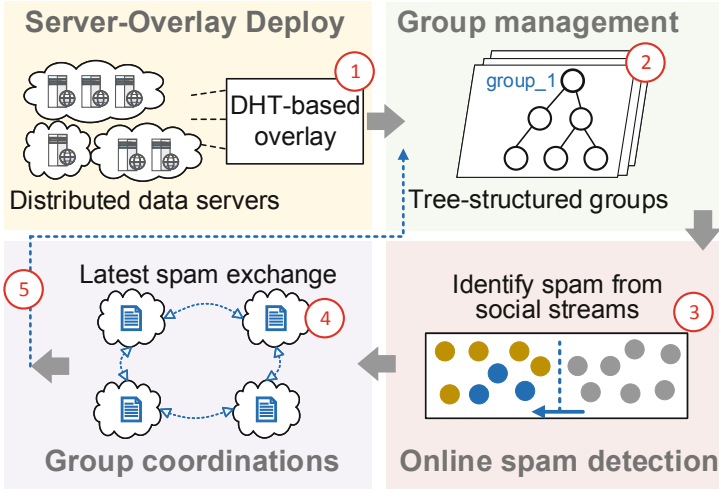 Server-Overlay Deploy
1
DHT-based
overlay
Distributed data servers
Group management
2
group_1
Tree-structured groups
3
Identify spam from
social streams
Online spam detection
Latest spam exchange
4
5
Group coordinations